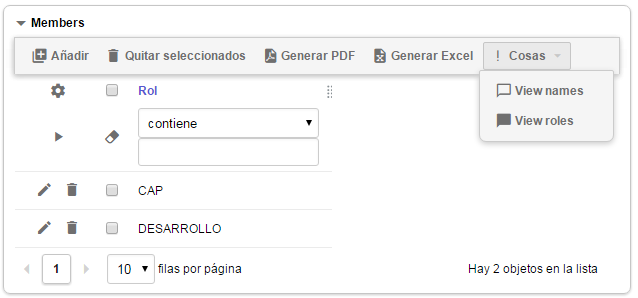 Members
Añadir Quitar seleccionados Generar PDF Generar Excel ! Cosas
View names
View roles
Rol
contiene
CAP
DESARROLLO
1 10 filas por página Hay 2 objetos en la lista